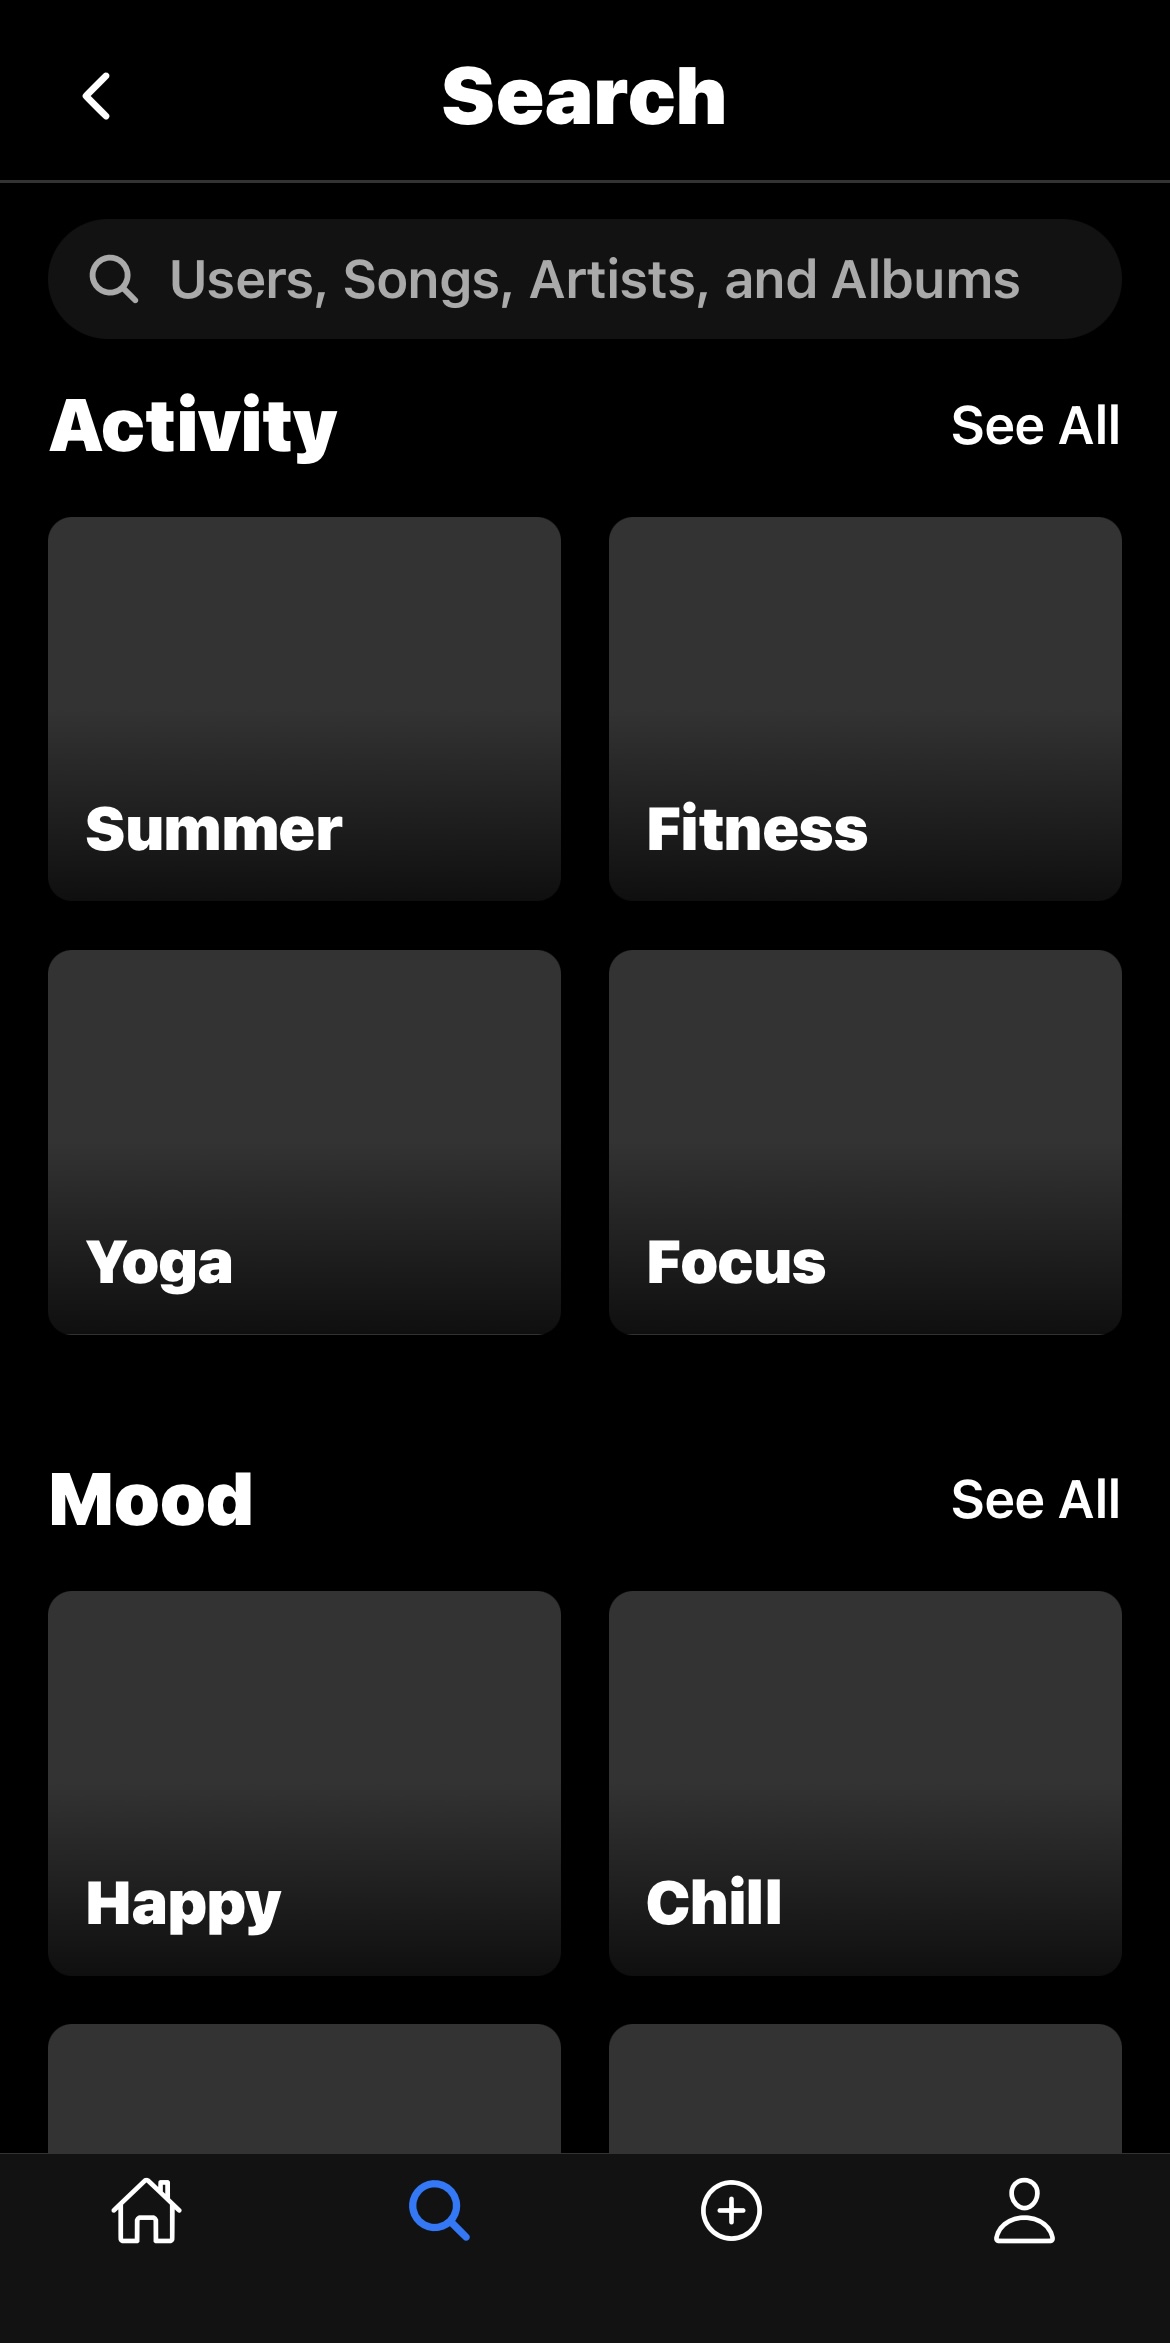 Search
Users, Songs, Artists, and Albums
Activity
See All
Summer
Fitness
Yoga
Focus
Mood
See All
Happy
Chill